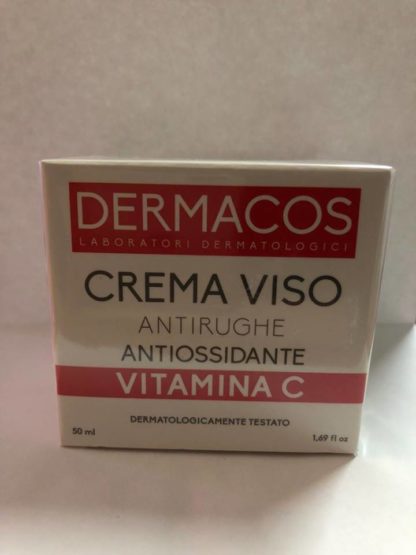 DERMACOS
LABORATORI DERMATOLOGICI
CREMA VISO
ANTIRUGHE
ANTIOSSIDANTE
VITAMINA C
DERMATOLOGICAMENTE TESTATO
50 ml 1,69 fl oz